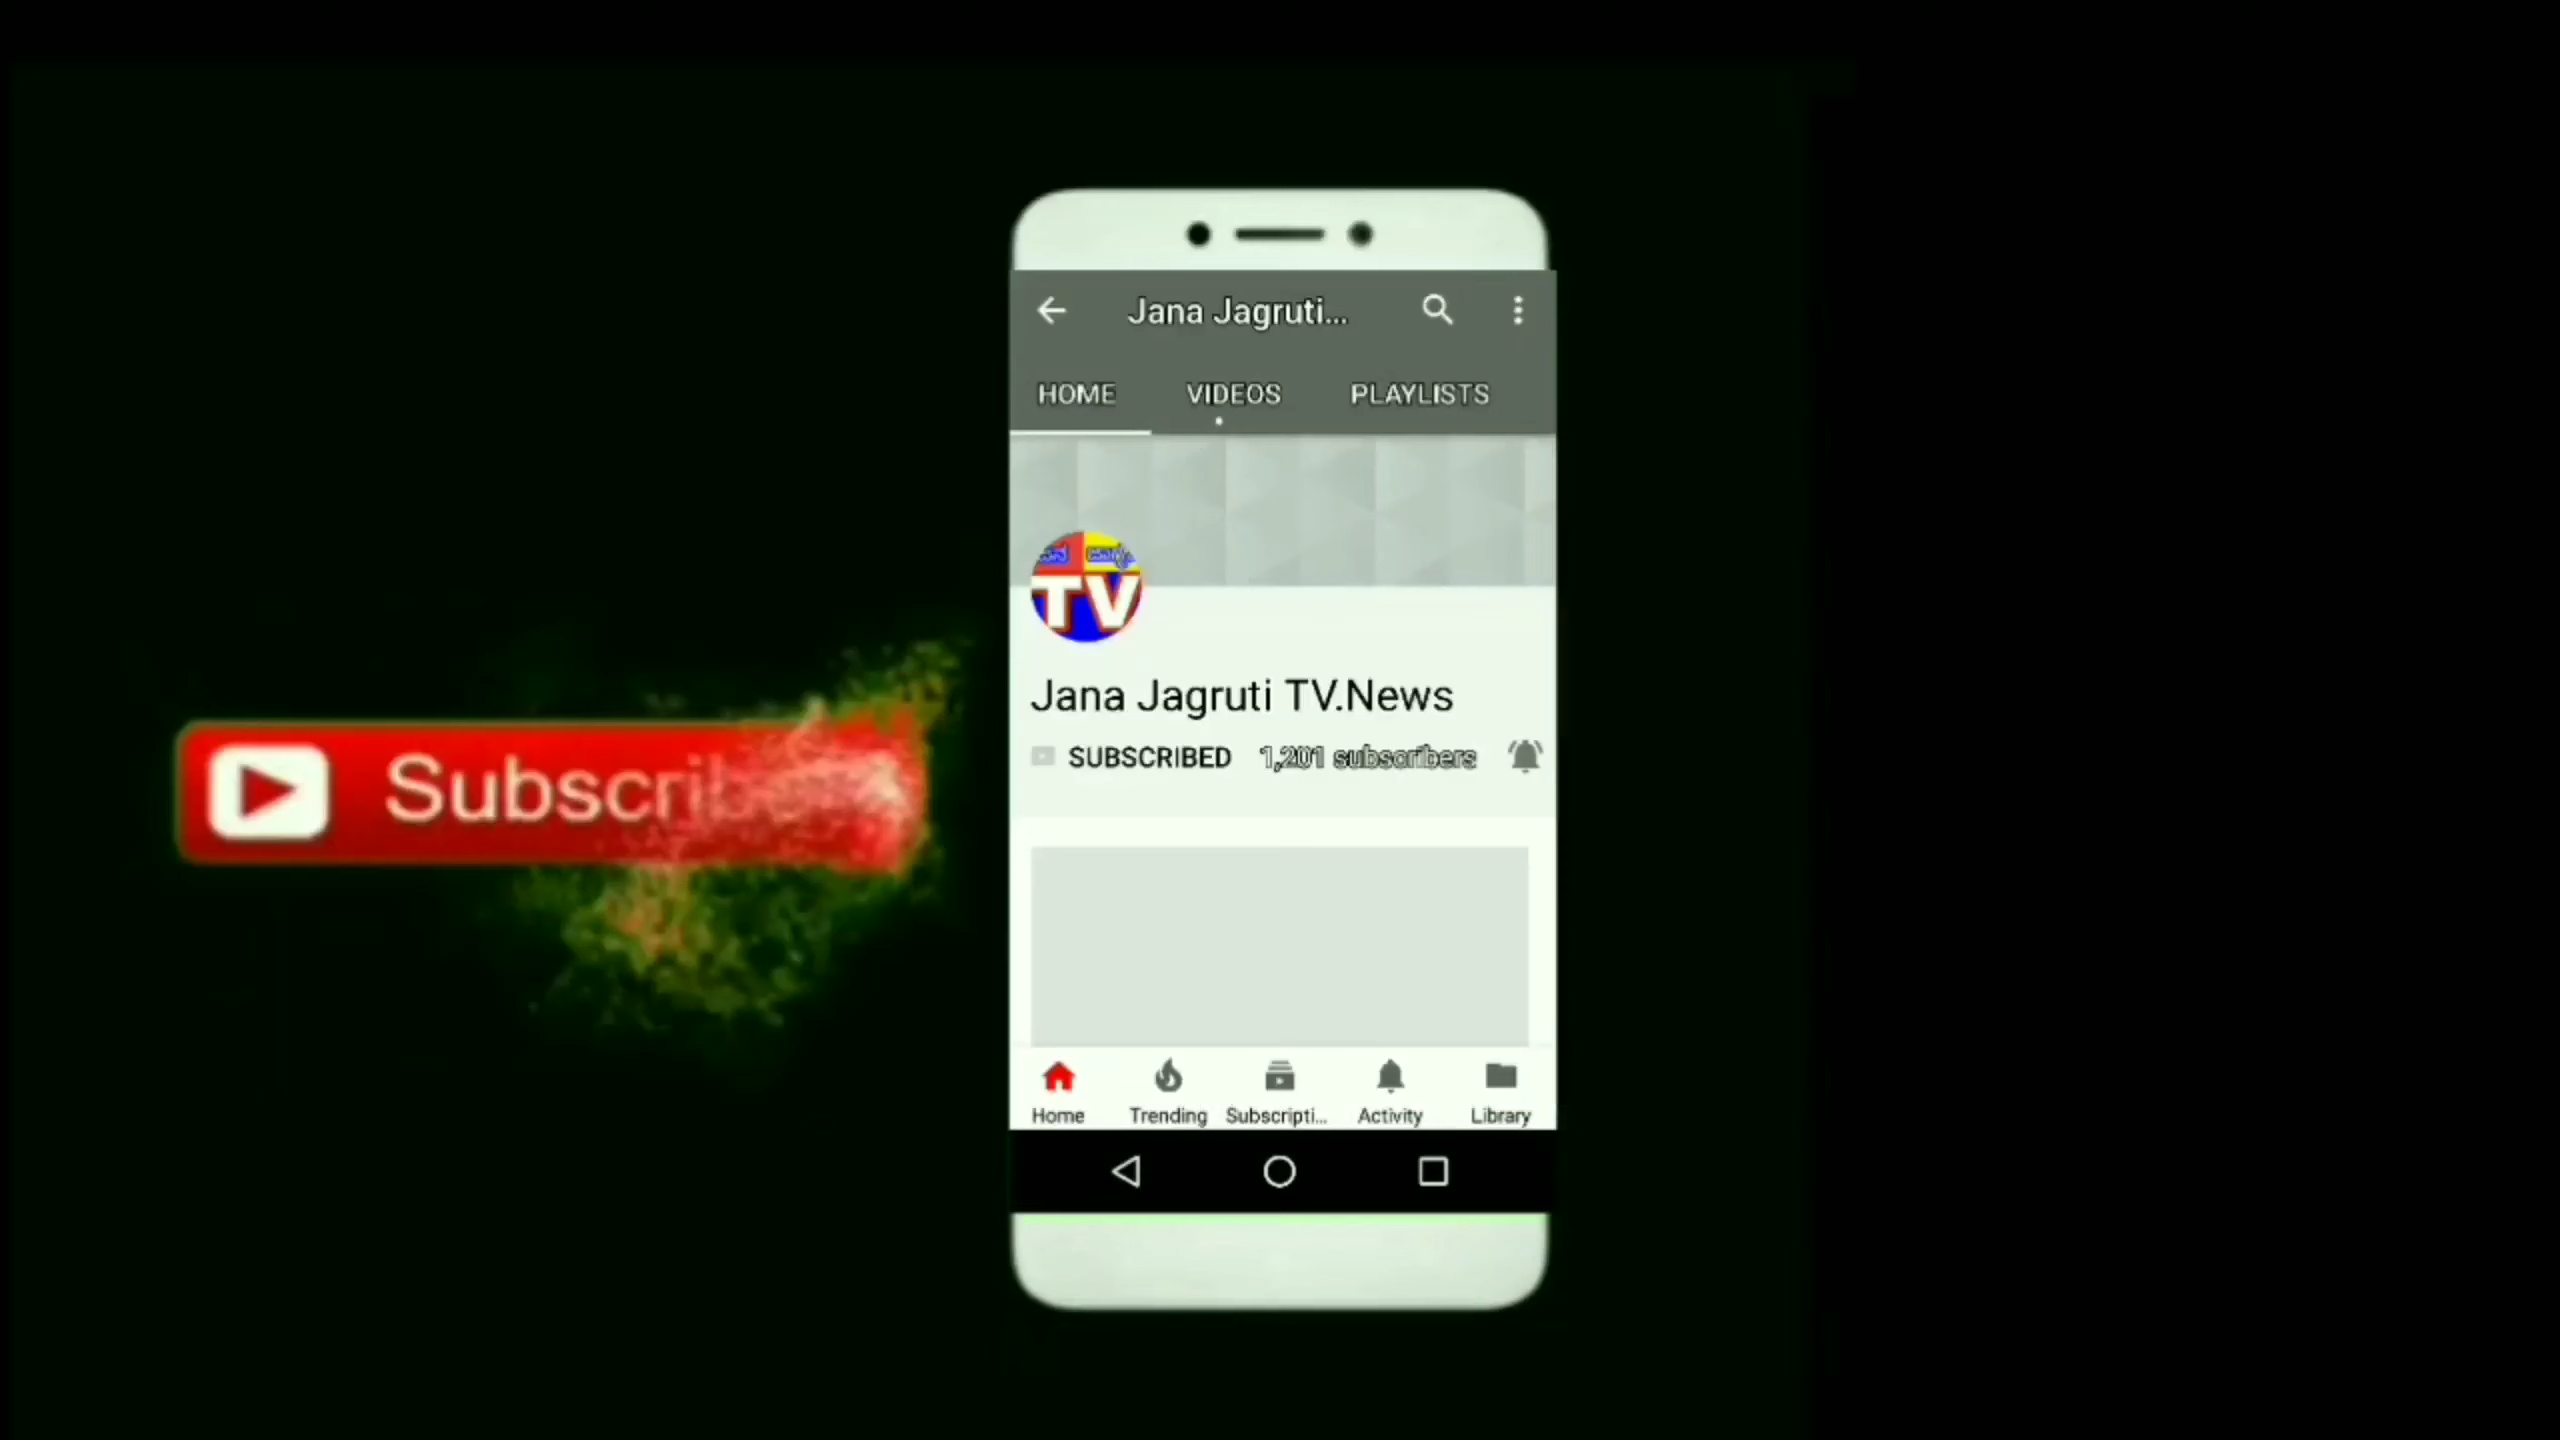 Jana Jagruti...
HOME VIDEOS PLAYLISTS
TV
Jana Jagruti TV.News
SUBSCRIBED 1,201 subscribers
Home Trending Subscripti... Activity Library